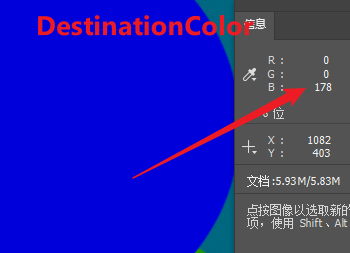 DestinationColor
信息
R : 0
G : 0
B : 178
位
X : 1082
Y : 403
文档:5.93M/5.83M
点按图像以选取新的
项，使用 Shift、Alt